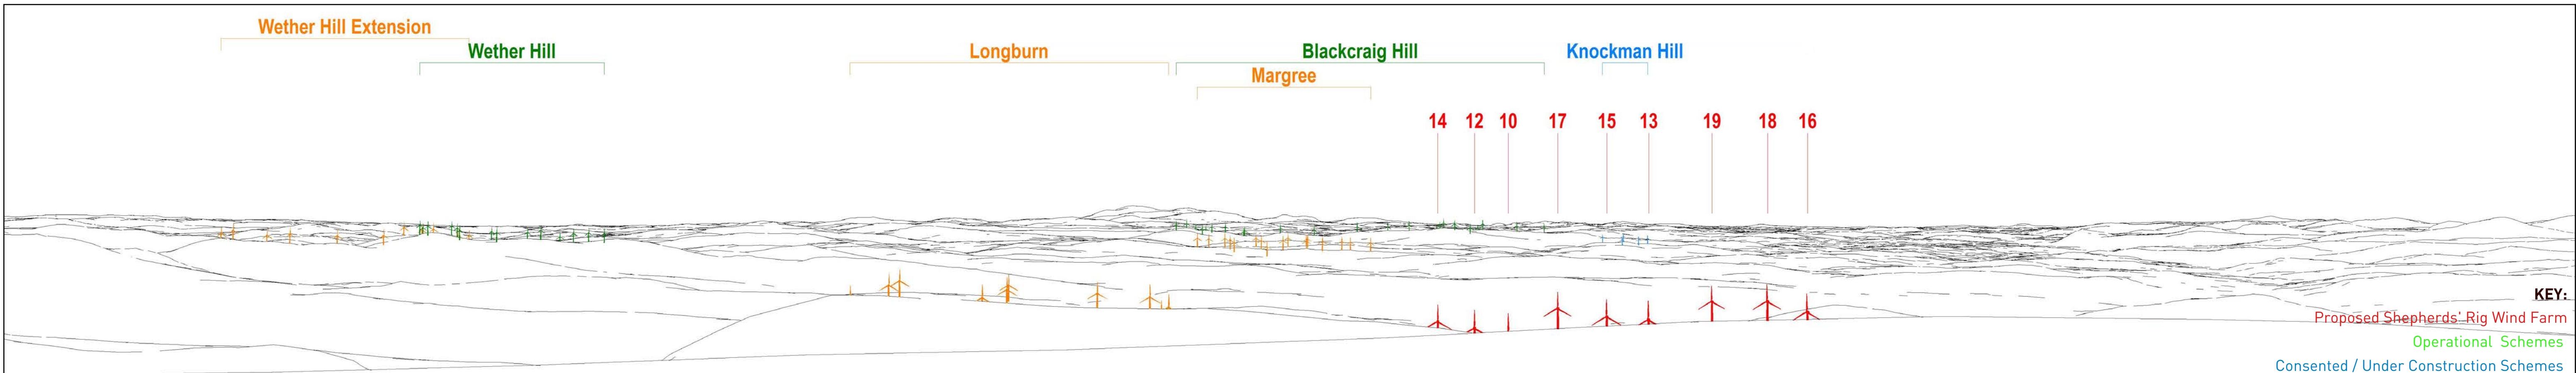 Wether Hill Extension
Wether Hill
Longburn
Blackcraig Hill
Knockman Hill
Margree
14 12 10 17 15 13 19 18 16
KEY:
Proposed Shepherds' Rig Wind Farm
Operational Schemes
Consented / Under Construction Schemes